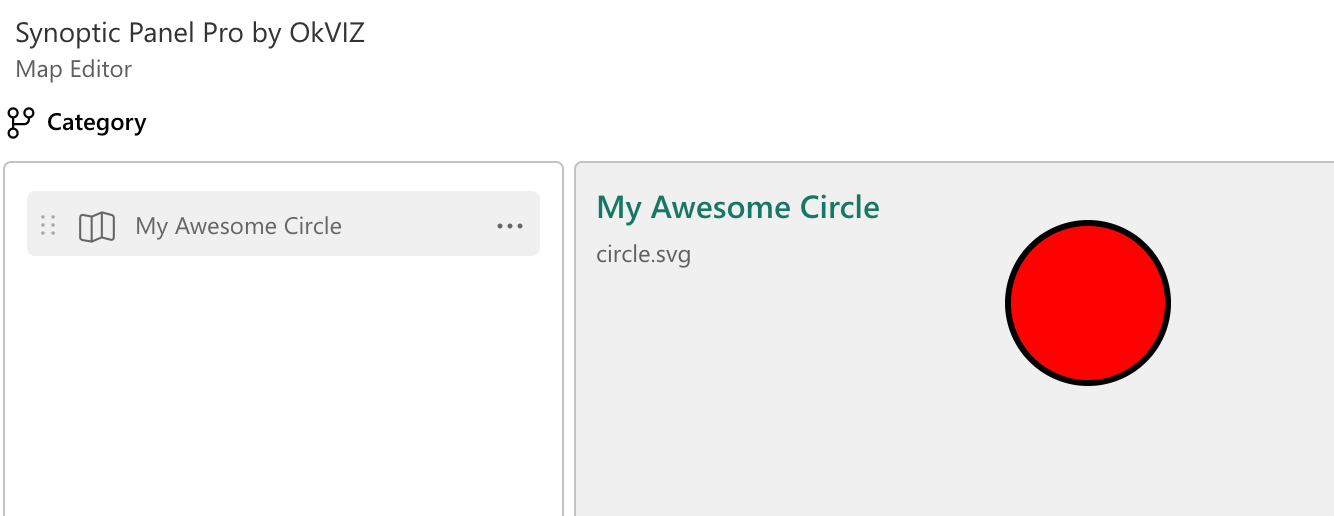 Synoptic Panel Pro by OkVIZ
Map Editor
Category
My Awesome Circle
My Awesome Circle
circle.svg